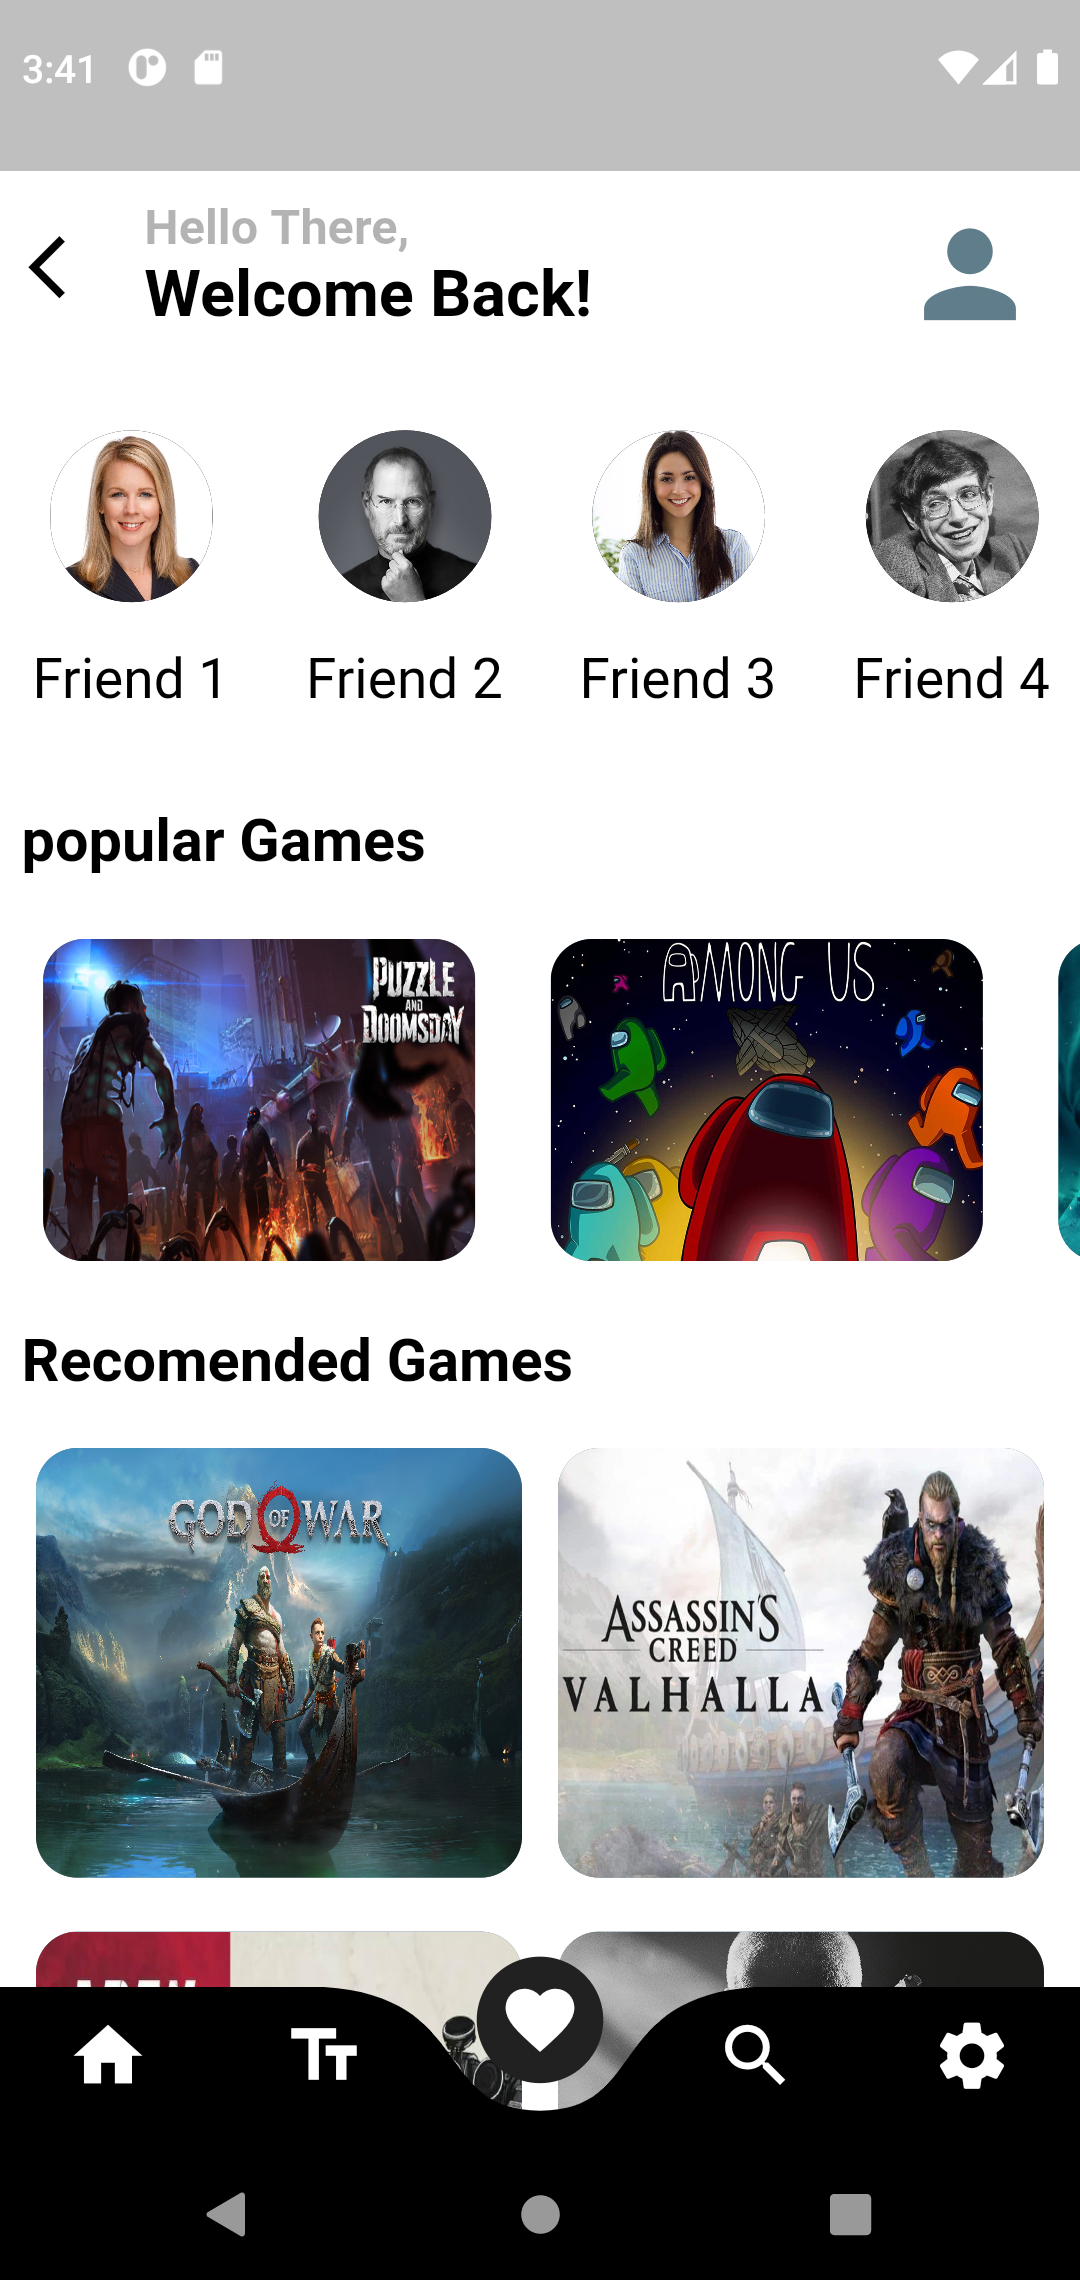 3:41
Hello There,
Welcome Back!
Friend 1
Friend 2
Friend 3
Friend 4
popular Games
PUZZLE
AND
DOOMSDAY
AMONG US
Recomended Games
GOD OF WAR
ASSASSIN'S
CREED
VALHALLA
Tт